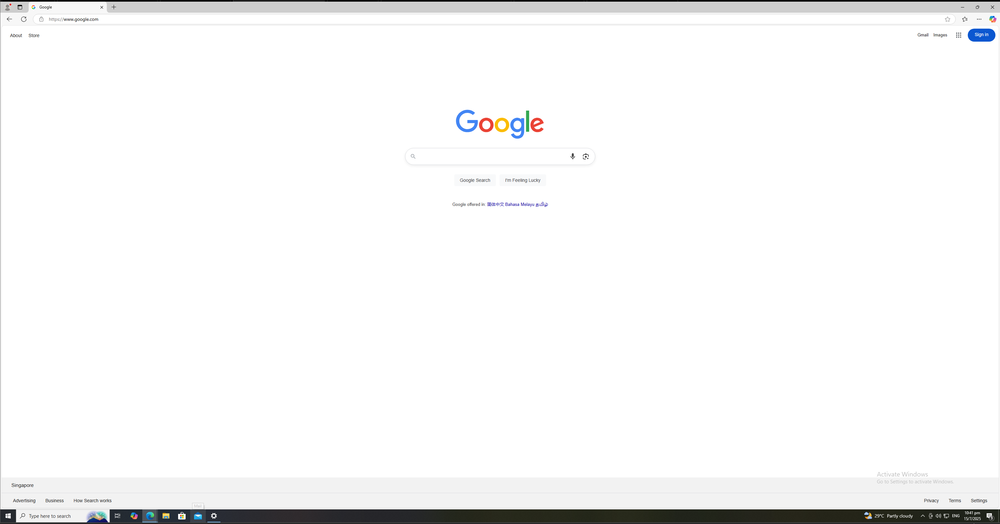 Google
https://www.google.com
About Store
Gmail Images Sign in
Google
Google Search I'm Feeling Lucky
Google offered in: 简体中文 Bahasa Melayu தமிழ்
Activate Windows
Go to Settings to activate Windows.
Singapore
Advertising Business How Search works
Privacy Terms Settings
Mail
Type here to search
29°C Partly cloudy
ENG
10:41 pm
15/7/2025
3